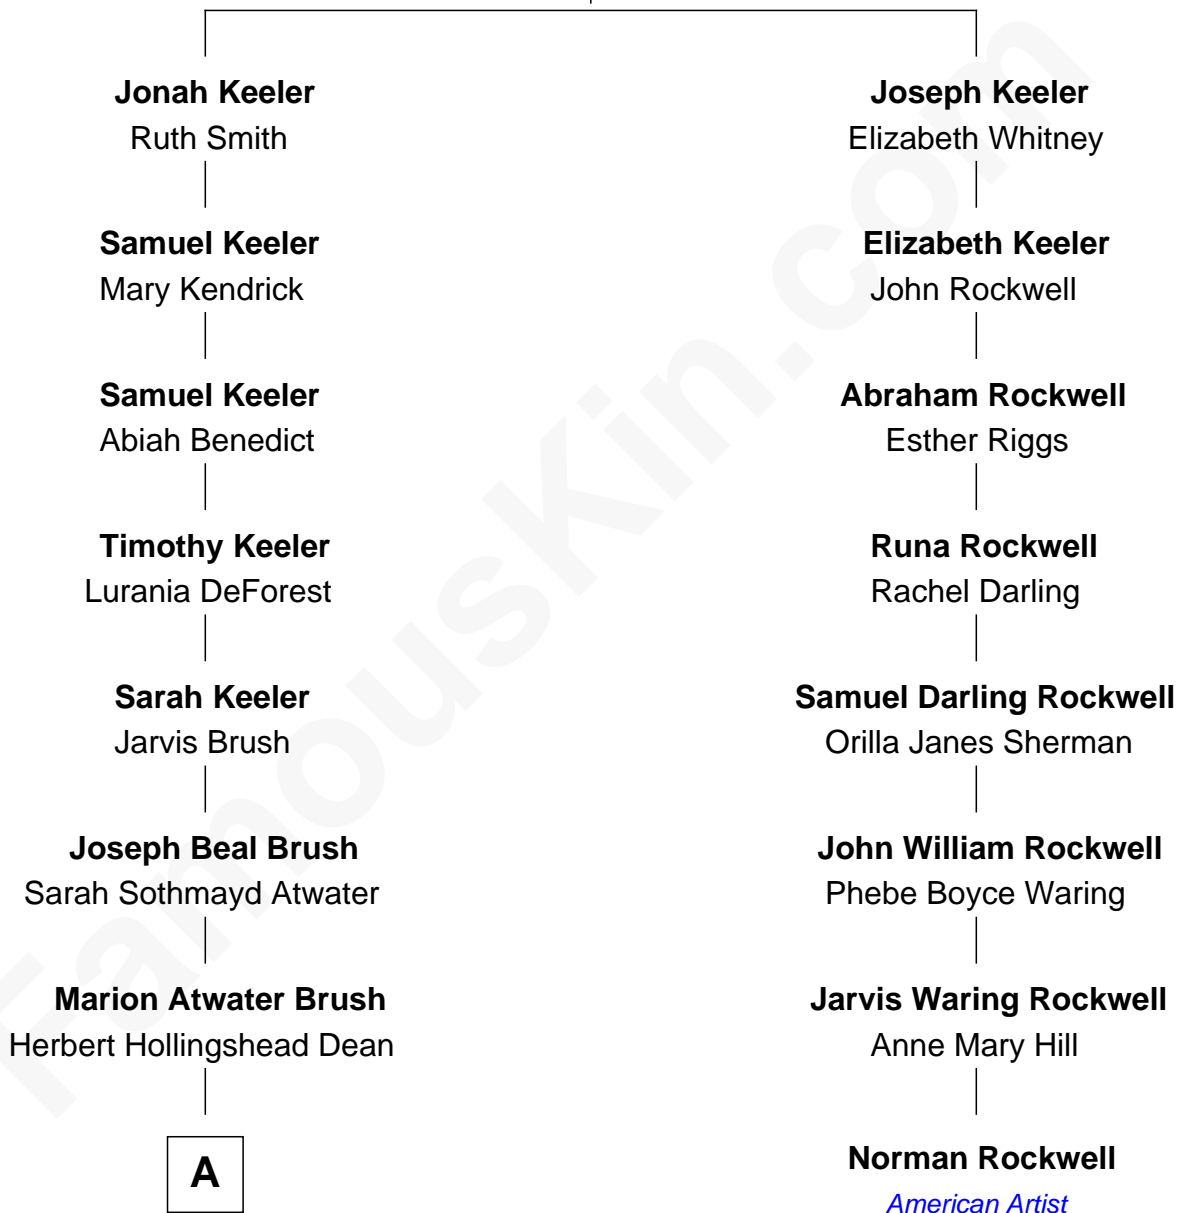 Jonah Keeler
Ruth Smith
Samuel Keeler
Mary Kendrick
Samuel Keeler
Abiah Benedict
Timothy Keeler
Lurania DeForest
Sarah Keeler
Jarvis Brush
Joseph Beal Brush
Sarah Sothmayd Atwater
Marion Atwater Brush
Herbert Hollingshead Dean
A
Joseph Keeler
Elizabeth Whitney
Elizabeth Keeler
John Rockwell
Abraham Rockwell
Esther Riggs
Runa Rockwell
Rachel Darling
Samuel Darling Rockwell
Orilla Janes Sherman
John William Rockwell
Phebe Boyce Waring
Jarvis Waring Rockwell
Anne Mary Hill
Norman Rockwell
American Artist
FamousKin.com